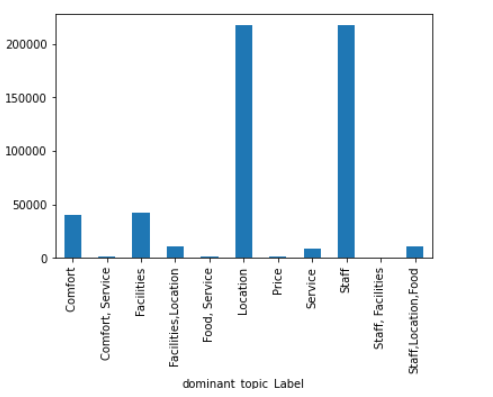 200000
150000
100000
50000
0
Comfort
Comfort, Service
Facilities
Facilities,Location
Food, Service
Location
Price
Service
Staff
Staff, Facilities
Staff,Location,Food
dominant_topic_Label